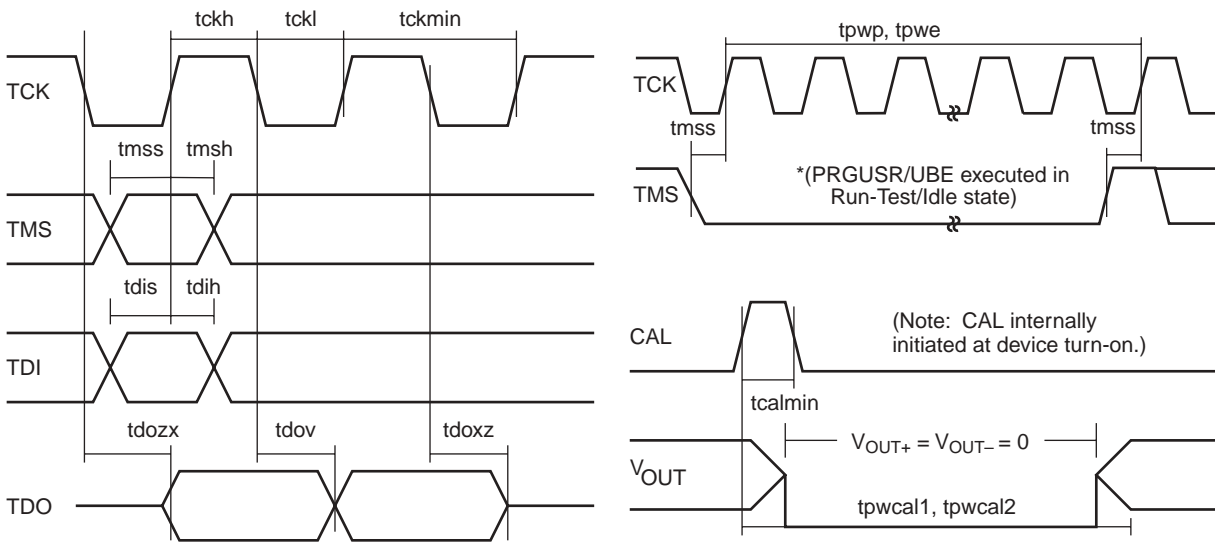 tckh tckl tckmin
TCK
tmss tmsh
TMS
tdis tdih
TDI
tdozx tdov tdoxz
TDO
tpwp, tpwe
TCK
tmss tmss
TMS
*(PRGUSR/UBE executed in
Run-Test/Idle state)
CAL
(Note: CAL internally
initiated at device turn-on.)
tcalmin
VOUT+ = VOUT– = 0
VOUT
tpwcal1, tpwcal2